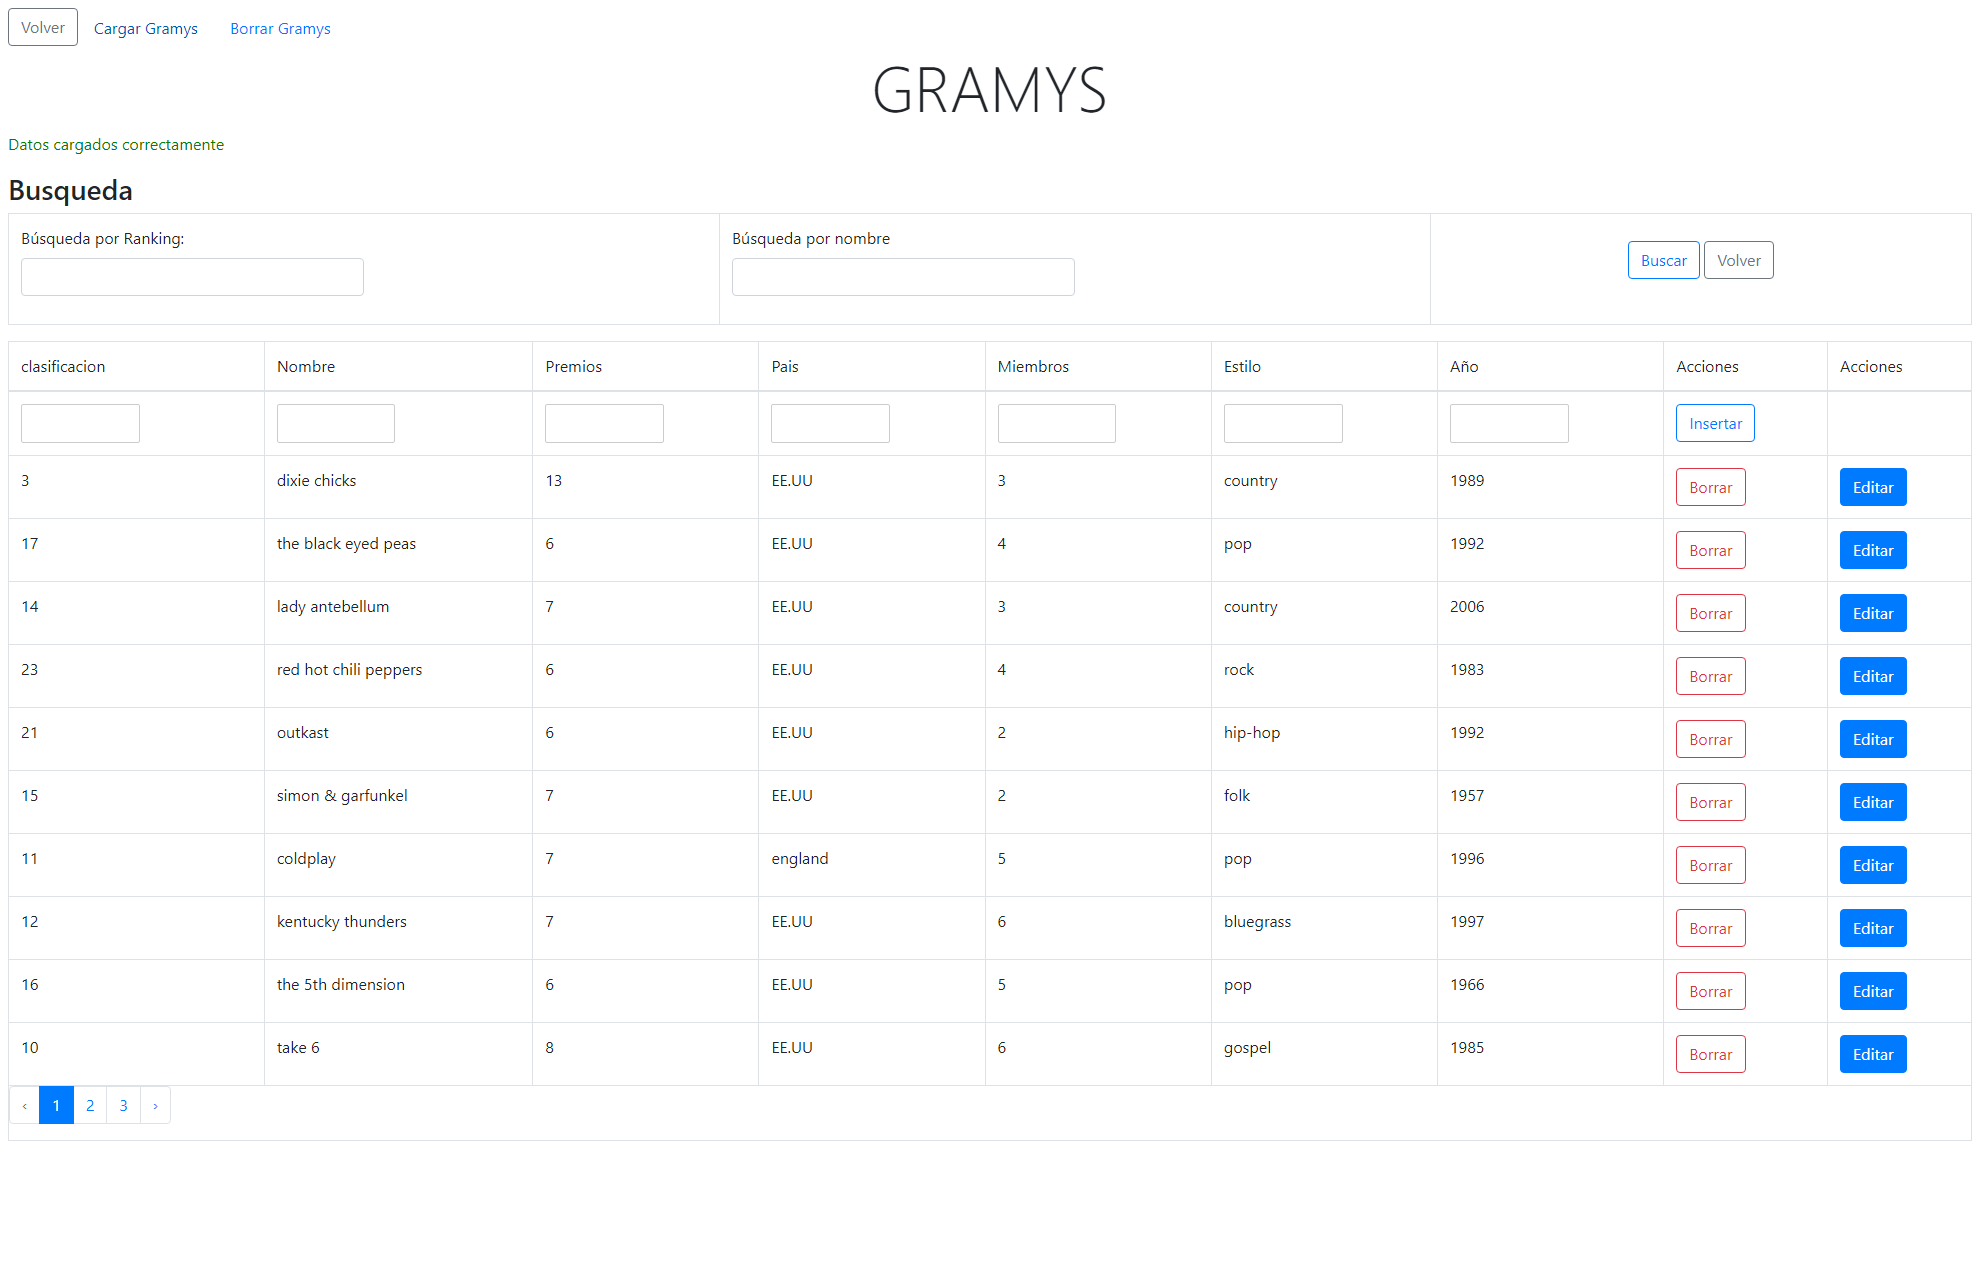 Volver Cargar Gramys Borrar Gramys
GRAMYS
Datos cargados correctamente
Busqueda
Búsqueda por Ranking: Búsqueda por nombre
Buscar Volver
clasificacion Nombre Premios Pais Miembros Estilo Año Acciones Acciones
Insertar
3 dixie chicks 13 EE.UU 3 country 1989 Borrar Editar
17 the black eyed peas 6 EE.UU 4 pop 1992 Borrar Editar
14 lady antebellum 7 EE.UU 3 country 2006 Borrar Editar
23 red hot chili peppers 6 EE.UU 4 rock 1983 Borrar Editar
21 outkast 6 EE.UU 2 hip-hop 1992 Borrar Editar
15 simon & garfunkel 7 EE.UU 2 folk 1957 Borrar Editar
11 coldplay 7 england 5 pop 1996 Borrar Editar
12 kentucky thunders 7 EE.UU 6 bluegrass 1997 Borrar Editar
16 the 5th dimension 6 EE.UU 5 pop 1966 Borrar Editar
10 take 6 8 EE.UU 6 gospel 1985 Borrar Editar
‹ 1 2 3 ›